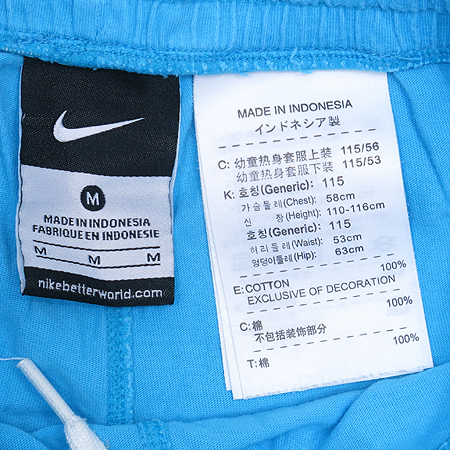 M
MADE IN INDONESIA
FABRIQUE EN INDONESIE
M M M
nikebetterworld.com
MADE IN INDONESIA
インドネシア製
C: 幼童热身套服上装 115/56
幼童热身套服下装 115/53
K: 호칭(Generic): 115
가슴둘레(Chest): 58cm
신 장(Height): 110-116cm
호칭(Generic): 115
허리둘레(Waist): 53cm
엉덩이둘레(Hip): 63cm
E: COTTON 100%
EXCLUSIVE OF DECORATION
C: 棉 100%
不包括装饰部分
T: 棉 100%